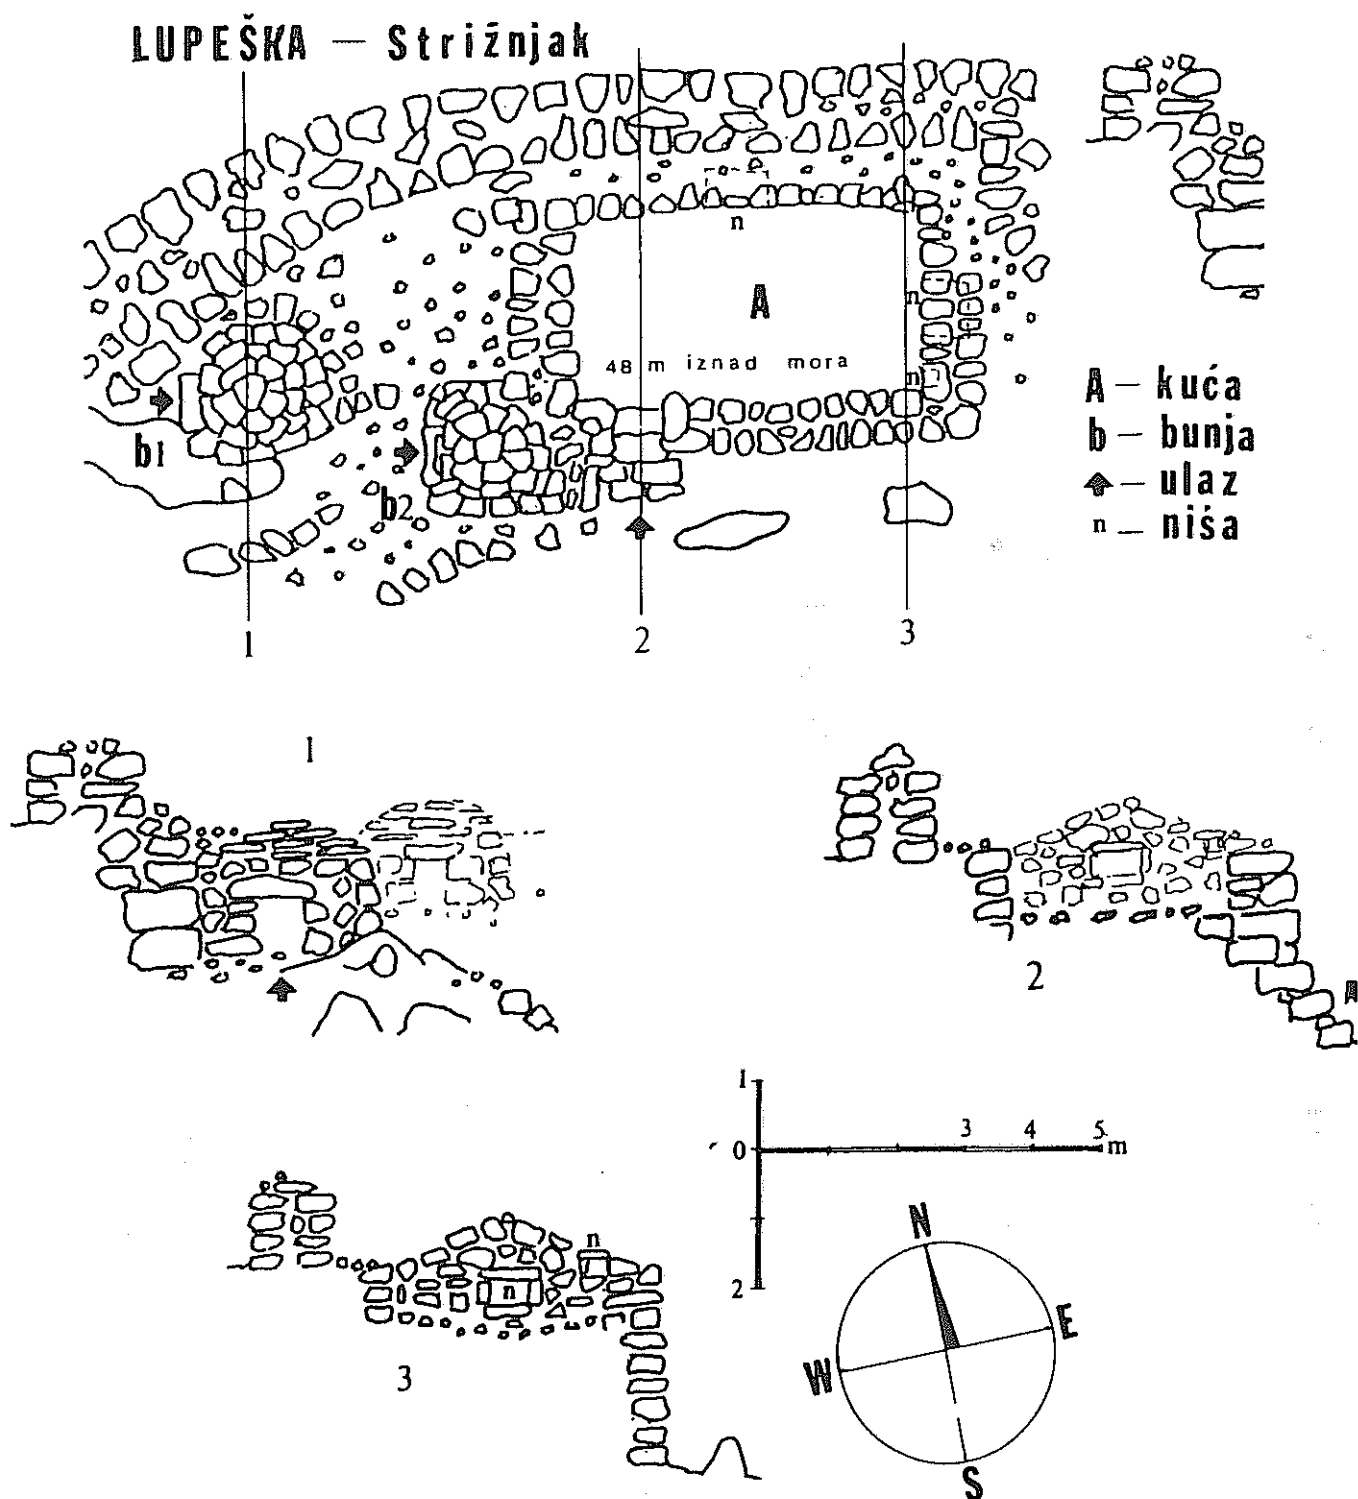 LUPEŠKA — Strižnjak
n
A
n
48 m iznad mora
n
b1
b2
1
2
3
A — kuća
b — bunja
ulaz
n — niša
1
2
1
0
3 4 5 m
2
n
n
3
N
E
W
S